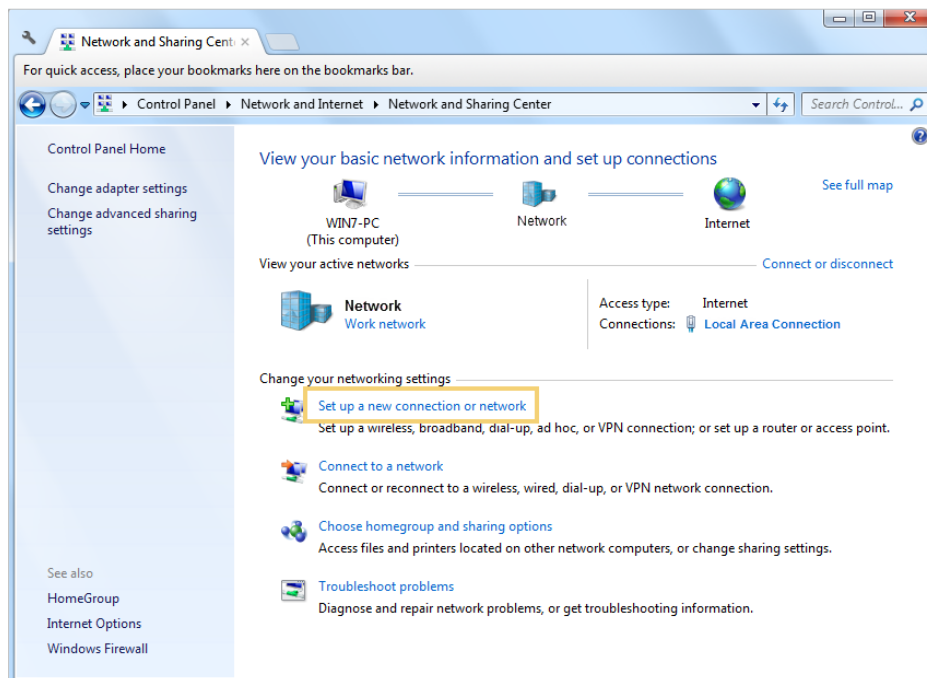 Network and Sharing Cent
For quick access, place your bookmarks here on the bookmarks bar.
Control Panel Network and Internet Network and Sharing Center
Search Control...
Control Panel Home
Change adapter settings
Change advanced sharing
settings
View your basic network information and set up connections
See full map
WIN7-PC
(This computer)
Network
Internet
View your active networks
Connect or disconnect
Network
Work network
Access type: Internet
Connections: Local Area Connection
Change your networking settings
Set up a new connection or network
Set up a wireless, broadband, dial-up, ad hoc, or VPN connection; or set up a router or access point.
Connect to a network
Connect or reconnect to a wireless, wired, dial-up, or VPN network connection.
Choose homegroup and sharing options
Access files and printers located on other network computers, or change sharing settings.
Troubleshoot problems
Diagnose and repair network problems, or get troubleshooting information.
See also
HomeGroup
Internet Options
Windows Firewall